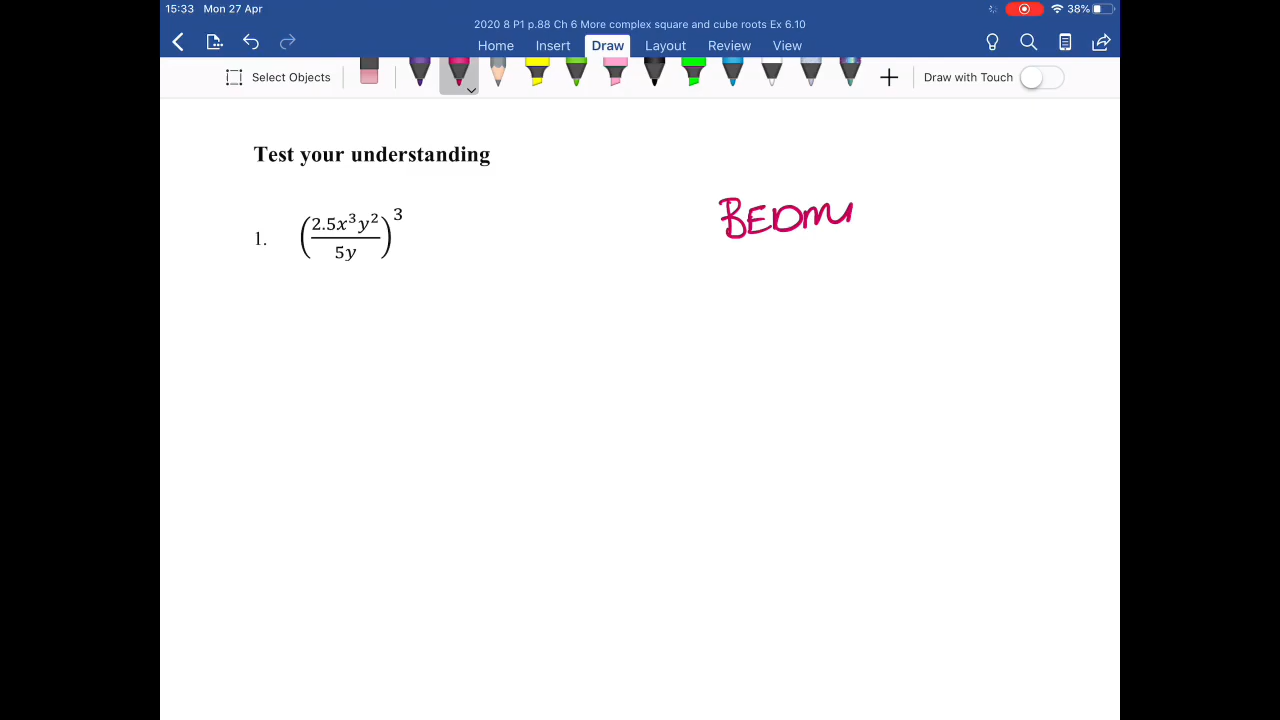 15:33 Mon 27 Apr 38%
2020 8 P1 p.88 Ch 6 More complex square and cube roots Ex 6.10
Home Insert Draw Layout Review View
Select Objects Draw with Touch
Test your understanding
BEDM
1. (2.5x³y² / 5y)³